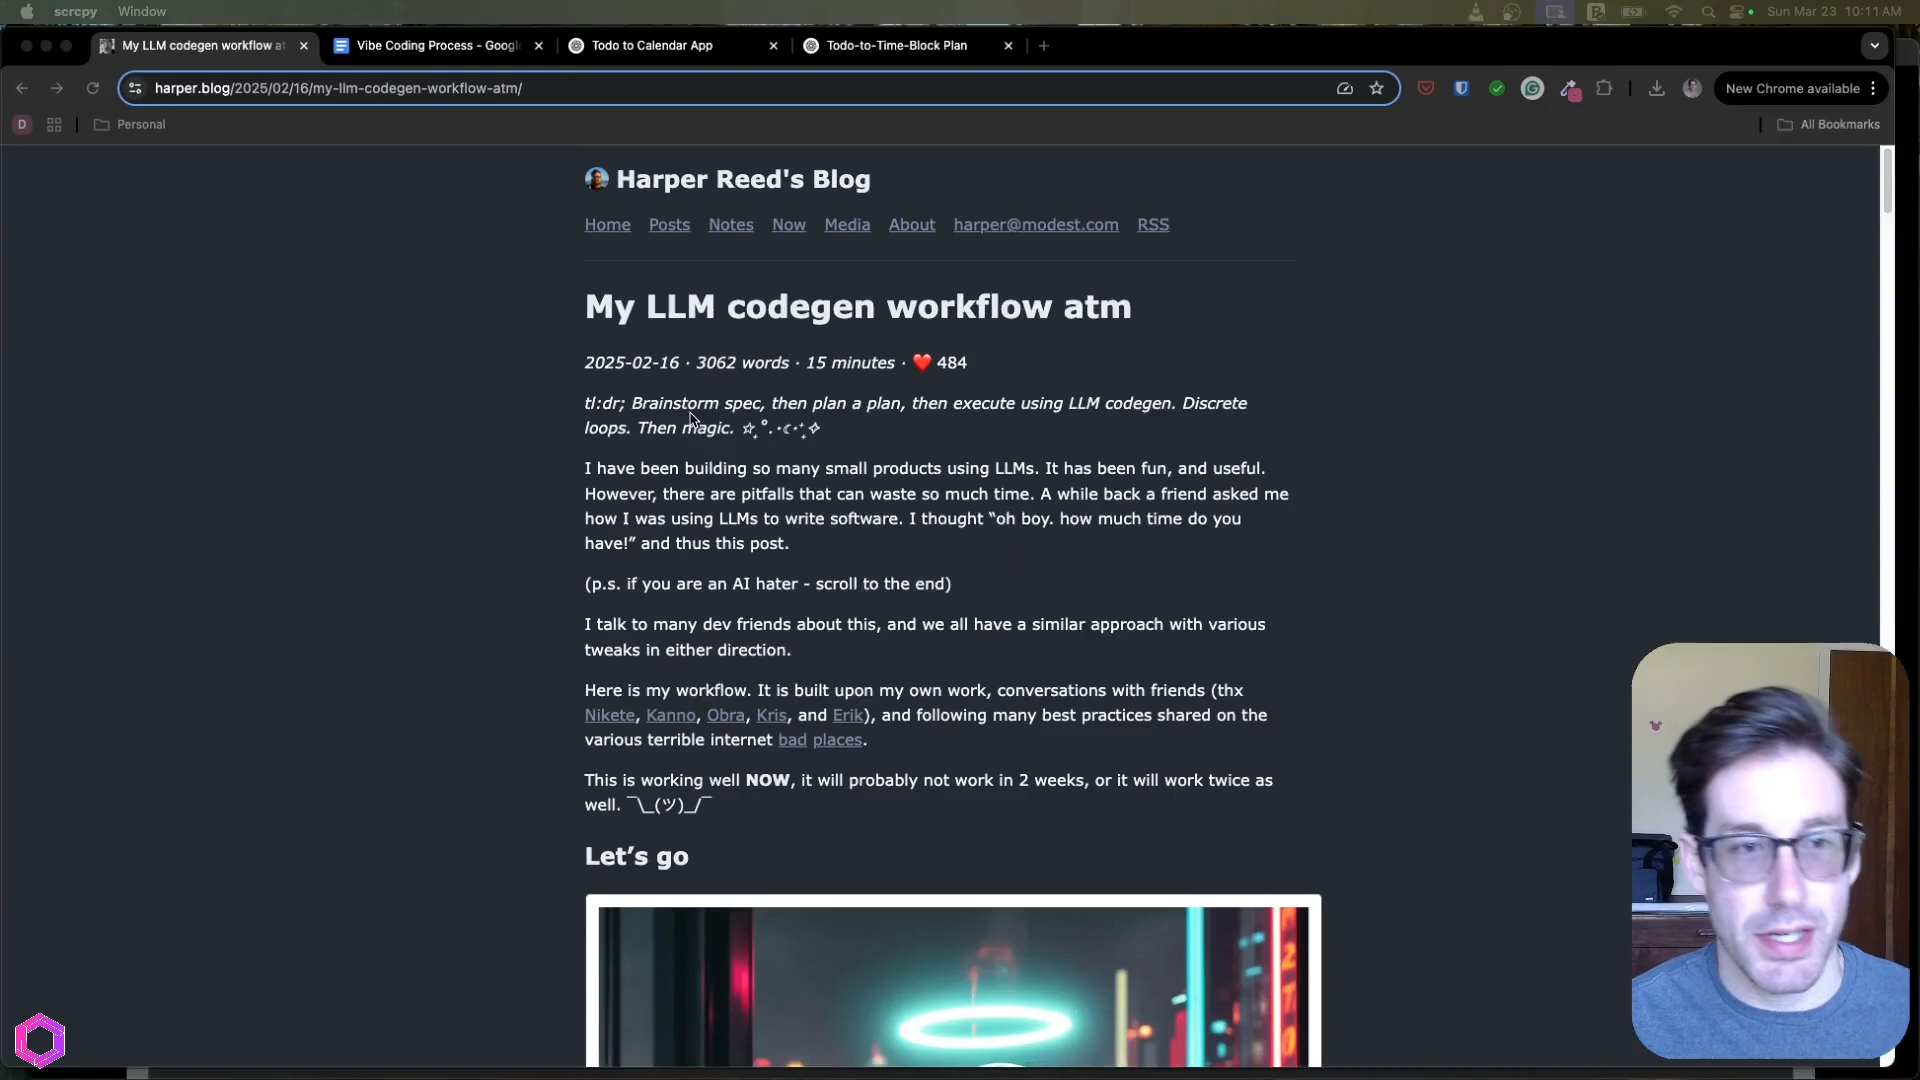 scrcpy Window
Sun Mar 23 10:11 AM
My LLM codegen workflow at
Vibe Coding Process - Google
Todo to Calendar App
Todo-to-Time-Block Plan
harper.blog/2025/02/16/my-llm-codegen-workflow-atm/
New Chrome available
D
Personal
All Bookmarks
Harper Reed's Blog
Home Posts Notes Now Media About harper@modest.com RSS
My LLM codegen workflow atm
2025-02-16 · 3062 words · 15 minutes · ❤️ 484
tl:dr; Brainstorm spec, then plan a plan, then execute using LLM codegen. Discrete
loops. Then magic. ✩₊˚.⋆☾⋆⁺₊✧
I have been building so many small products using LLMs. It has been fun, and useful.
However, there are pitfalls that can waste so much time. A while back a friend asked me
how I was using LLMs to write software. I thought “oh boy. how much time do you
have!” and thus this post.
(p.s. if you are an AI hater - scroll to the end)
I talk to many dev friends about this, and we all have a similar approach with various
tweaks in either direction.
Here is my workflow. It is built upon my own work, conversations with friends (thx
Nikete, Kanno, Obra, Kris, and Erik), and following many best practices shared on the
various terrible internet bad places.
This is working well NOW, it will probably not work in 2 weeks, or it will work twice as
well. ¯\_(ツ)_/¯
Let’s go